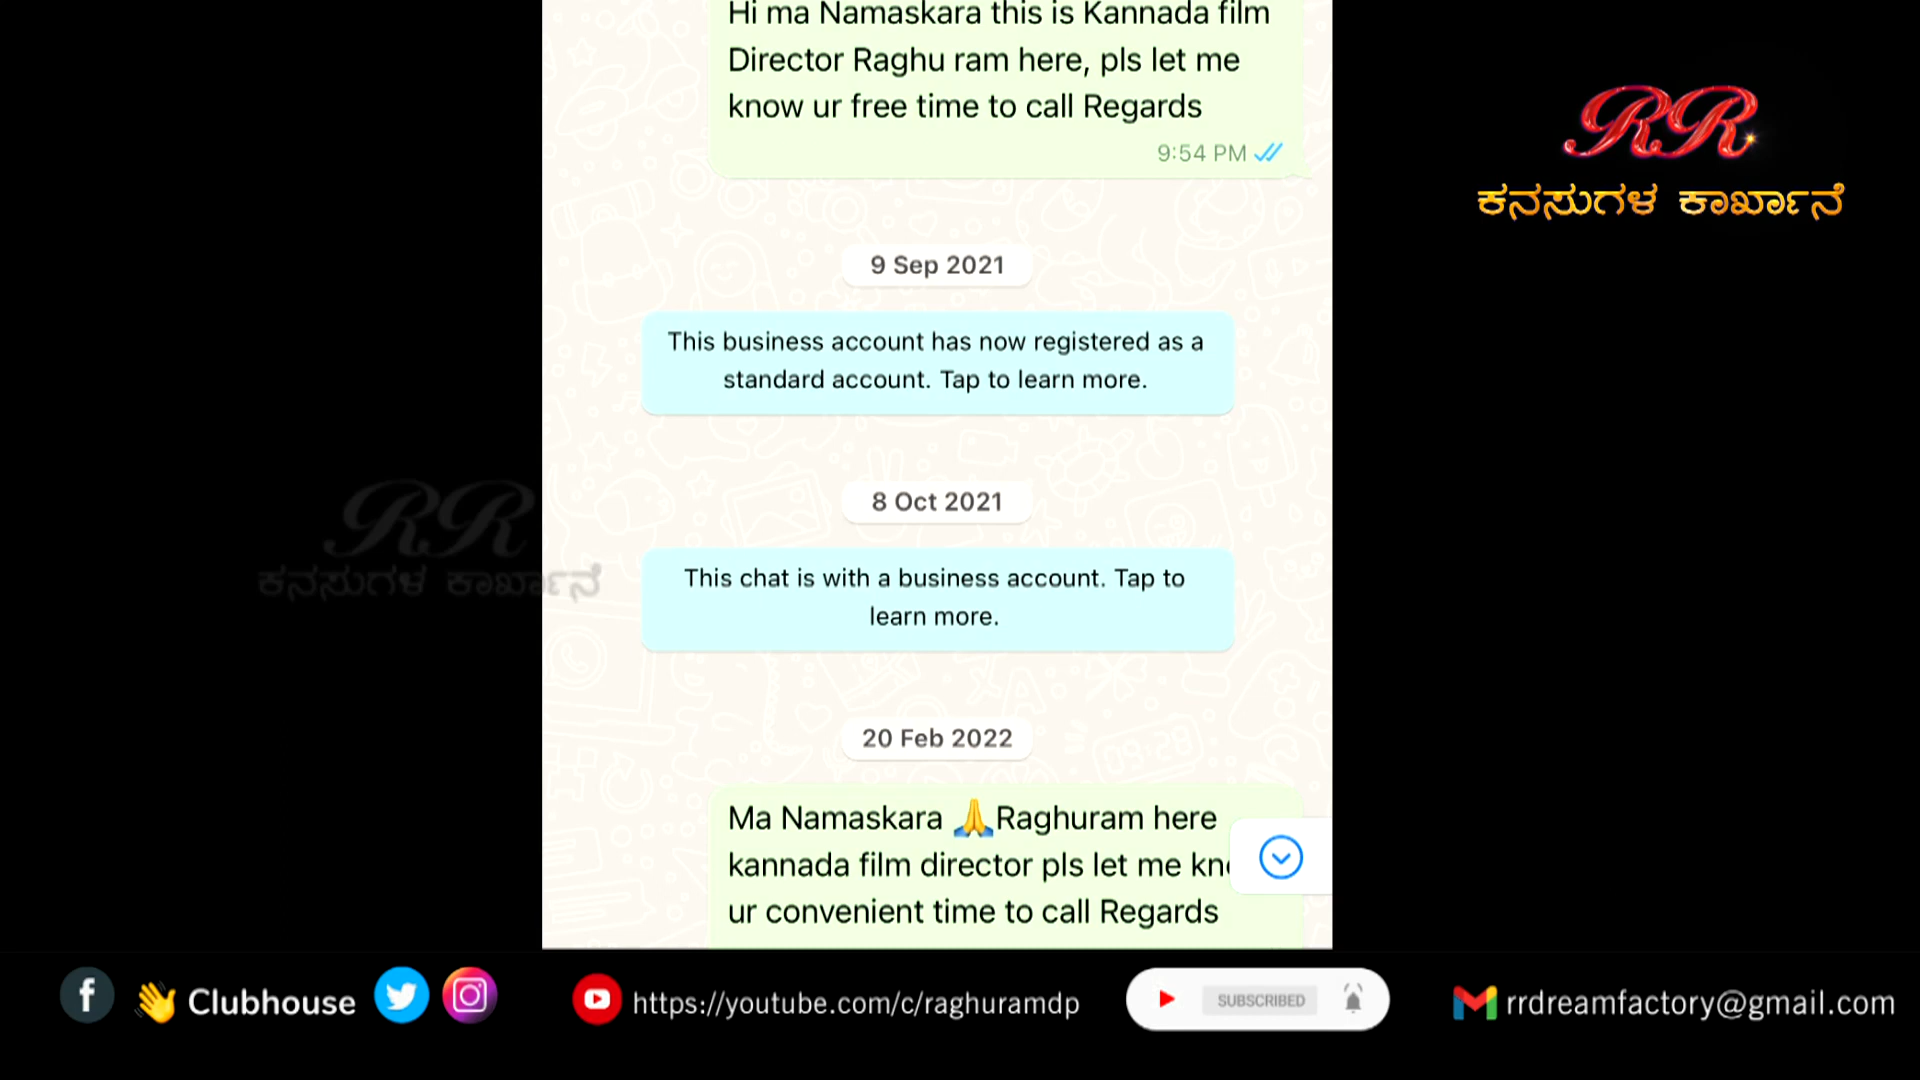 Hi ma Namaskara this is Kannada film
Director Raghu ram here, pls let me
know ur free time to call Regards
9:54 PM
RR
ಕನಸುಗಳ ಕಾರ್ಖಾನೆ
9 Sep 2021
This business account has now registered as a
standard account. Tap to learn more.
8 Oct 2021
This chat is with a business account. Tap to
learn more.
RR
ಕನಸುಗಳ ಕಾರ್ಖಾನೆ
20 Feb 2022
Ma Namaskara 🙏Raghuram here
kannada film director pls let me
ur convenient time to call Regards
Clubhouse
https://youtube.com/c/raghuramdp
SUBSCRIBED
rrdreamfactory@gmail.com